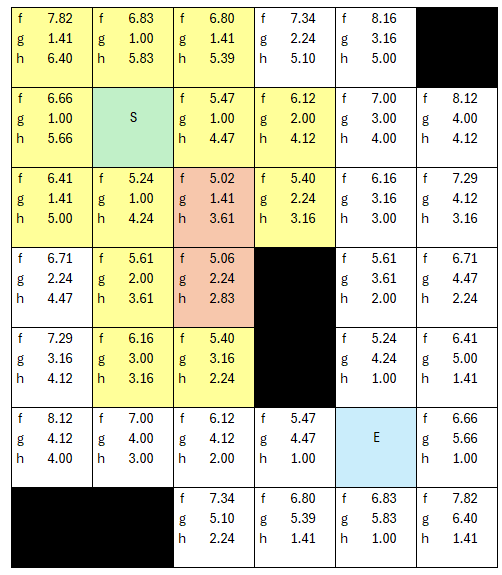 f 7.82 f 6.83 f 6.80 f 7.34 f 8.16
g 1.41 g 1.00 g 1.41 g 2.24 g 3.16
h 6.40 h 5.83 h 5.39 h 5.10 h 5.00
f 6.66 f 5.47 f 6.12 f 7.00 f 8.12
g 1.00 S g 1.00 g 2.00 g 3.00 g 4.00
h 5.66 h 4.47 h 4.12 h 4.00 h 4.12
f 6.41 f 5.24 f 5.02 f 5.40 f 6.16 f 7.29
g 1.41 g 1.00 g 1.41 g 2.24 g 3.16 g 4.12
h 5.00 h 4.24 h 3.61 h 3.16 h 3.00 h 3.16
f 6.71 f 5.61 f 5.06 f 5.61 f 6.71
g 2.24 g 2.00 g 2.24 g 3.61 g 4.47
h 4.47 h 3.61 h 2.83 h 2.00 h 2.24
f 7.29 f 6.16 f 5.40 f 5.24 f 6.41
g 3.16 g 3.00 g 3.16 g 4.24 g 5.00
h 4.12 h 3.16 h 2.24 h 1.00 h 1.41
f 8.12 f 7.00 f 6.12 f 5.47 f 6.66
g 4.12 g 4.00 g 4.12 g 4.47 E g 5.66
h 4.00 h 3.00 h 2.00 h 1.00 h 1.00
f 7.34 f 6.80 f 6.83 f 7.82
g 5.10 g 5.39 g 5.83 g 6.40
h 2.24 h 1.41 h 1.00 h 1.41